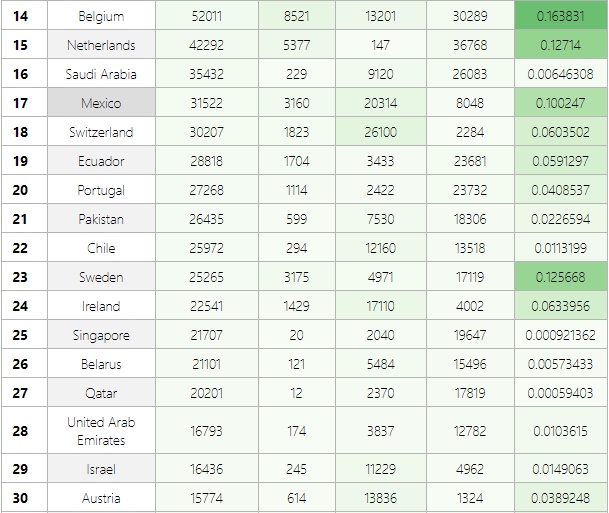 14 Belgium 52011 8521 13201 30289 0.163831
15 Netherlands 42292 5377 147 36768 0.12714
16 Saudi Arabia 35432 229 9120 26083 0.00646308
17 Mexico 31522 3160 20314 8048 0.100247
18 Switzerland 30207 1823 26100 2284 0.0603502
19 Ecuador 28818 1704 3433 23681 0.0591297
20 Portugal 27268 1114 2422 23732 0.0408537
21 Pakistan 26435 599 7530 18306 0.0226594
22 Chile 25972 294 12160 13518 0.0113199
23 Sweden 25265 3175 4971 17119 0.125668
24 Ireland 22541 1429 17110 4002 0.0633956
25 Singapore 21707 20 2040 19647 0.000921362
26 Belarus 21101 121 5484 15496 0.00573433
27 Qatar 20201 12 2370 17819 0.00059403
28 United Arab
Emirates 16793 174 3837 12782 0.0103615
29 Israel 16436 245 11229 4962 0.0149063
30 Austria 15774 614 13836 1324 0.0389248